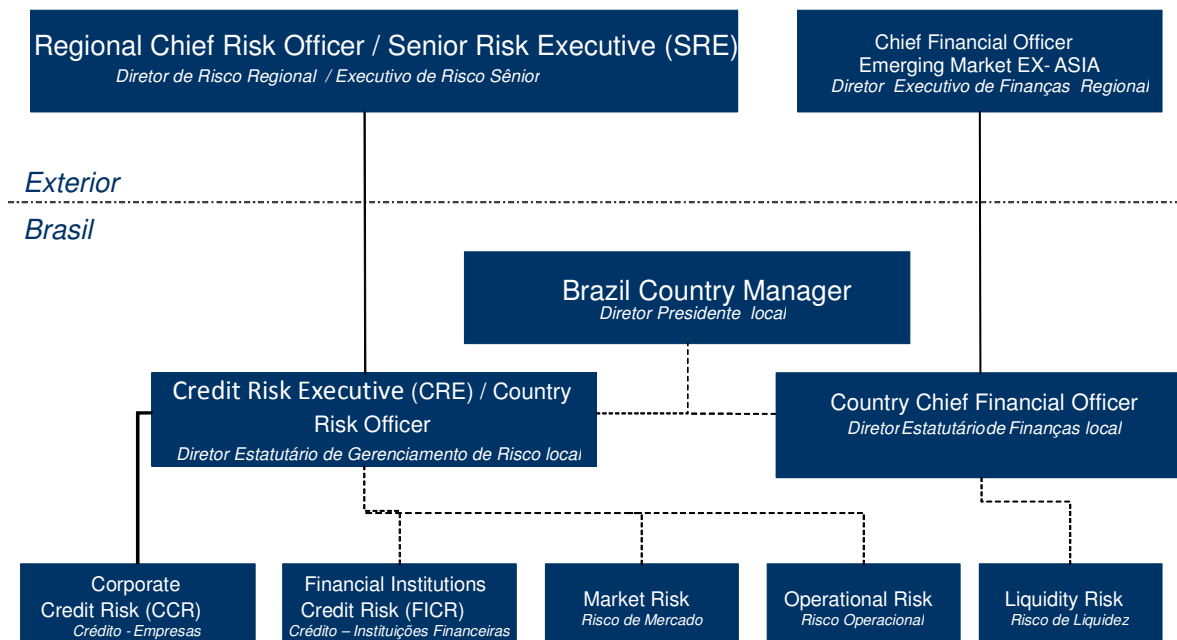 Regional Chief Risk Officer / Senior Risk Executive (SRE)
Diretor de Risco Regional / Executivo de Risco Sênior
Chief Financial Officer
Emerging Market EX- ASIA
Diretor Executivo de Finanças Regional
Exterior
Brasil
Brazil Country Manager
Diretor Presidente local
Credit Risk Executive (CRE) / Country
Risk Officer
Diretor Estatutário de Gerenciamento de Risco local
Country Chief Financial Officer
Diretor Estatutário de Finanças local
Corporate
Credit Risk (CCR)
Crédito - Empresas
Financial Institutions
Credit Risk (FICR)
Crédito – Instituições Financeiras
Market Risk
Risco de Mercado
Operational Risk
Risco Operacional
Liquidity Risk
Risco de Liquidez